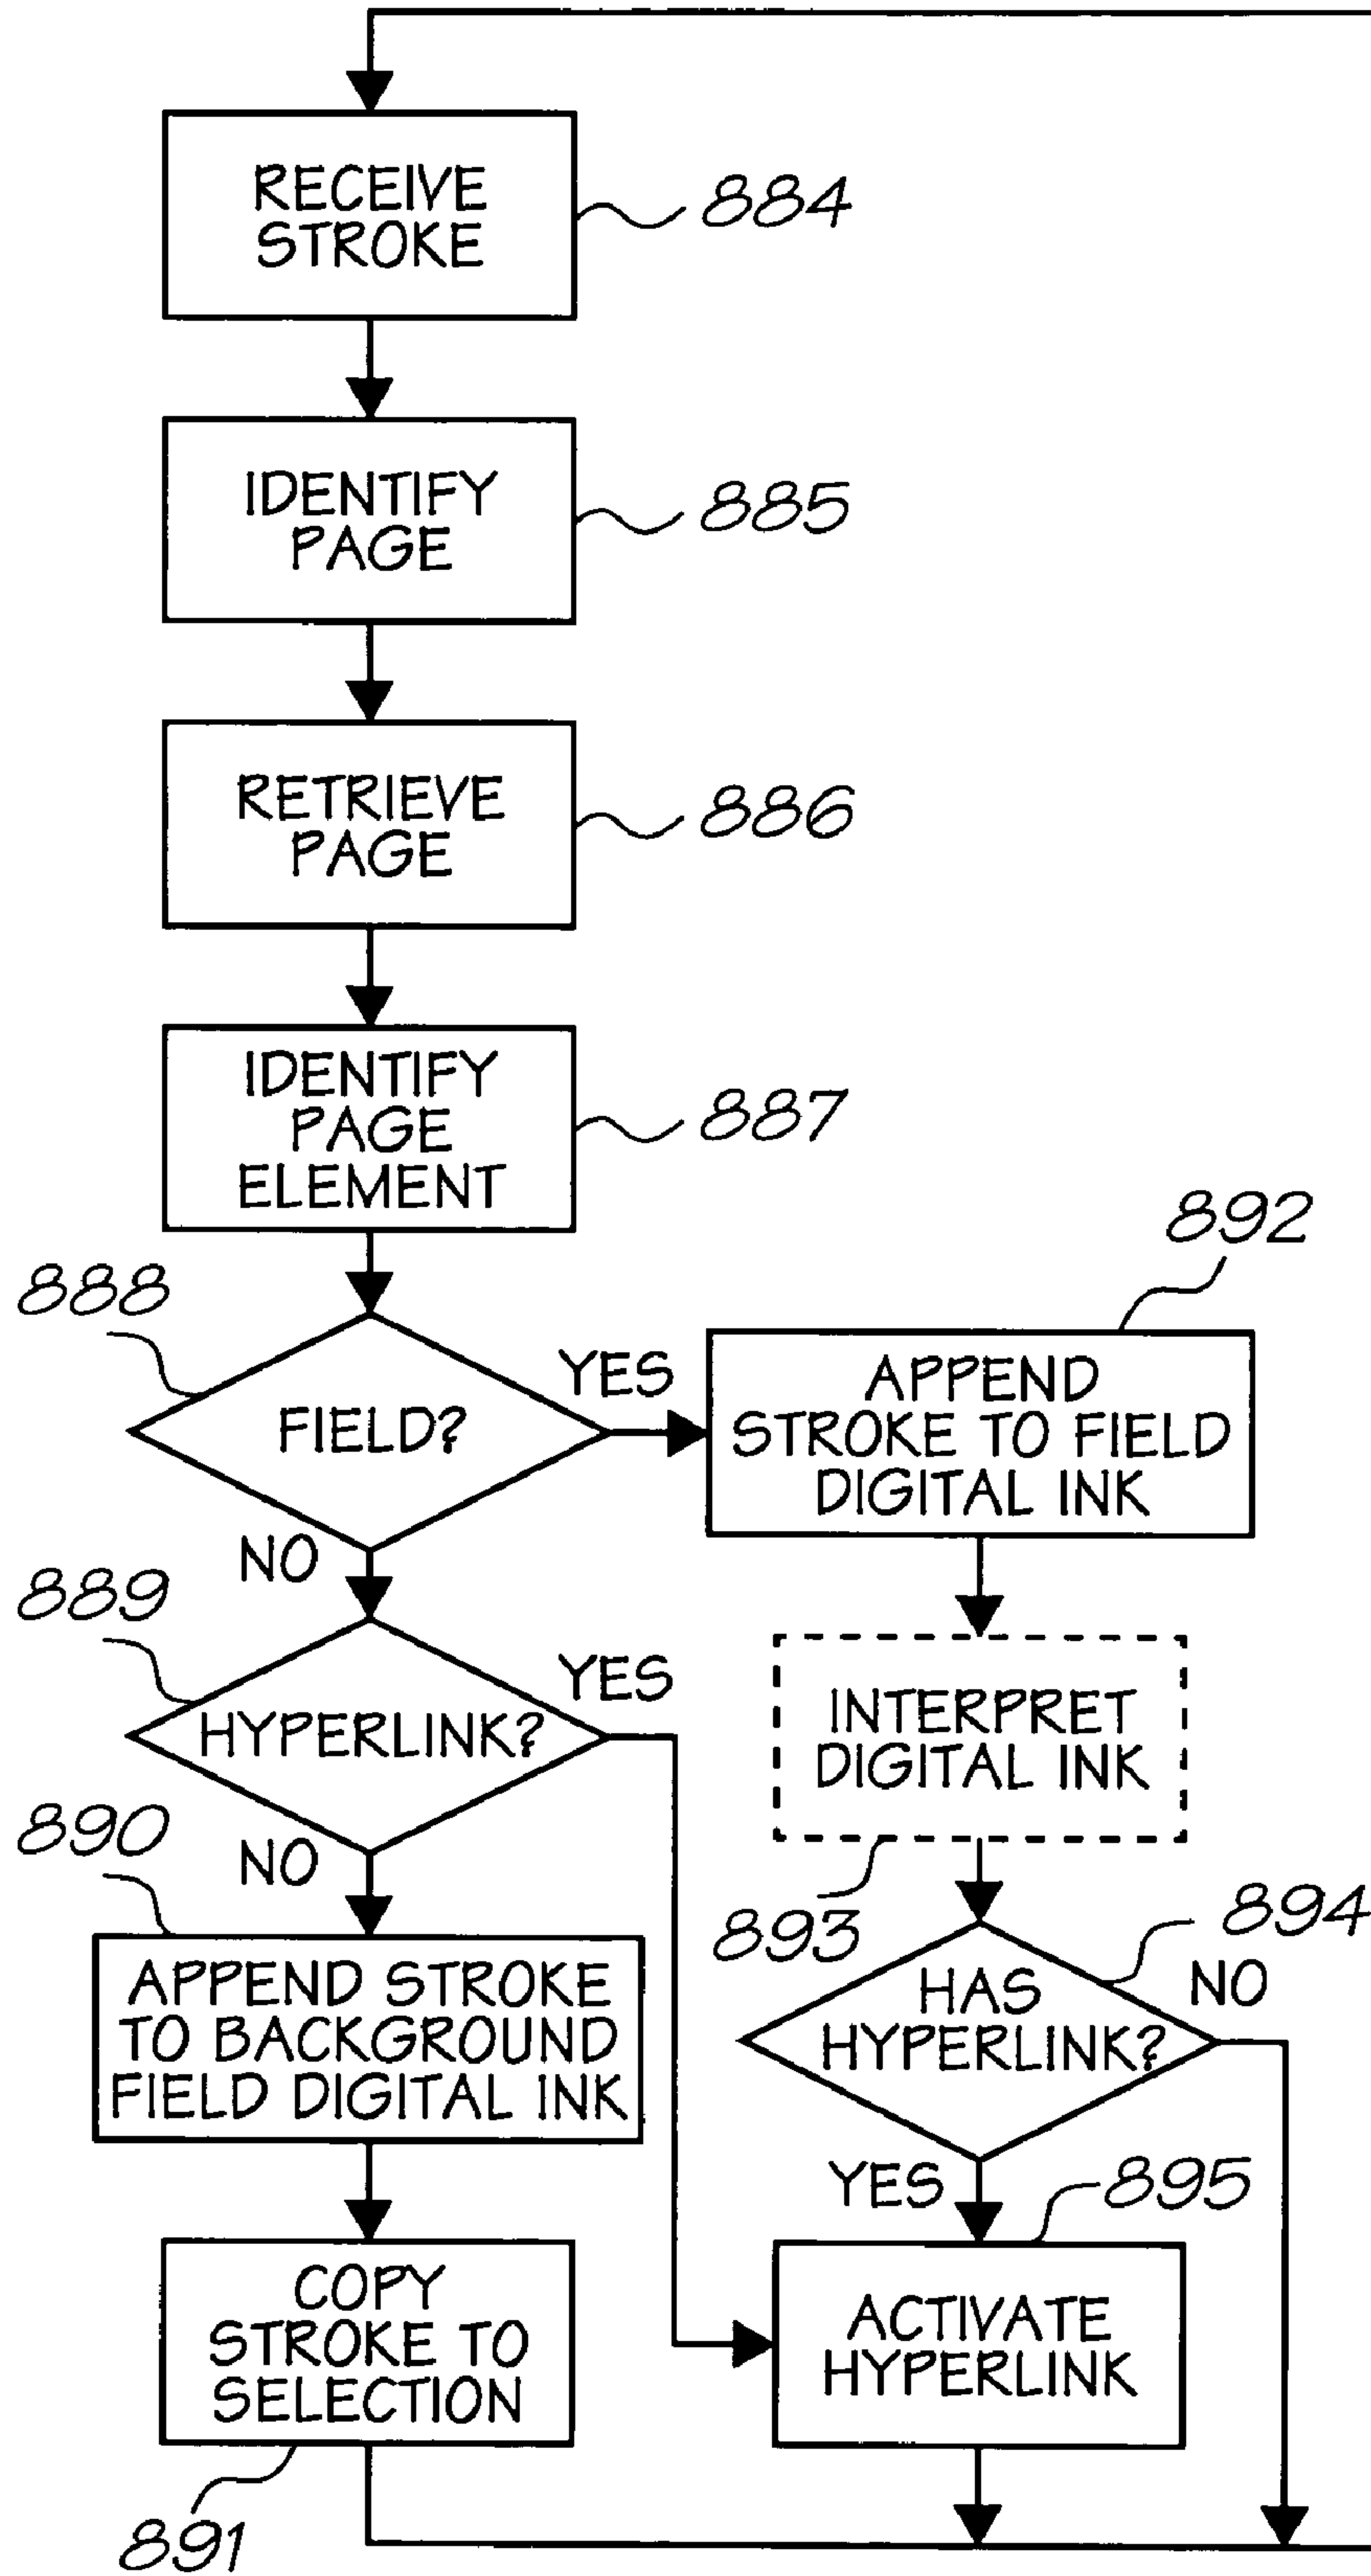 RECEIVE
STROKE
884
IDENTIFY
PAGE
885
RETRIEVE
PAGE
886
IDENTIFY
PAGE
ELEMENT
887
888
FIELD?
YES
NO
892
APPEND
STROKE TO FIELD
DIGITAL INK
889
HYPERLINK?
YES
NO
INTERPRET
DIGITAL INK
893
890
APPEND STROKE
TO BACKGROUND
FIELD DIGITAL INK
894
HAS
HYPERLINK?
NO
YES
895
COPY
STROKE TO
SELECTION
891
ACTIVATE
HYPERLINK